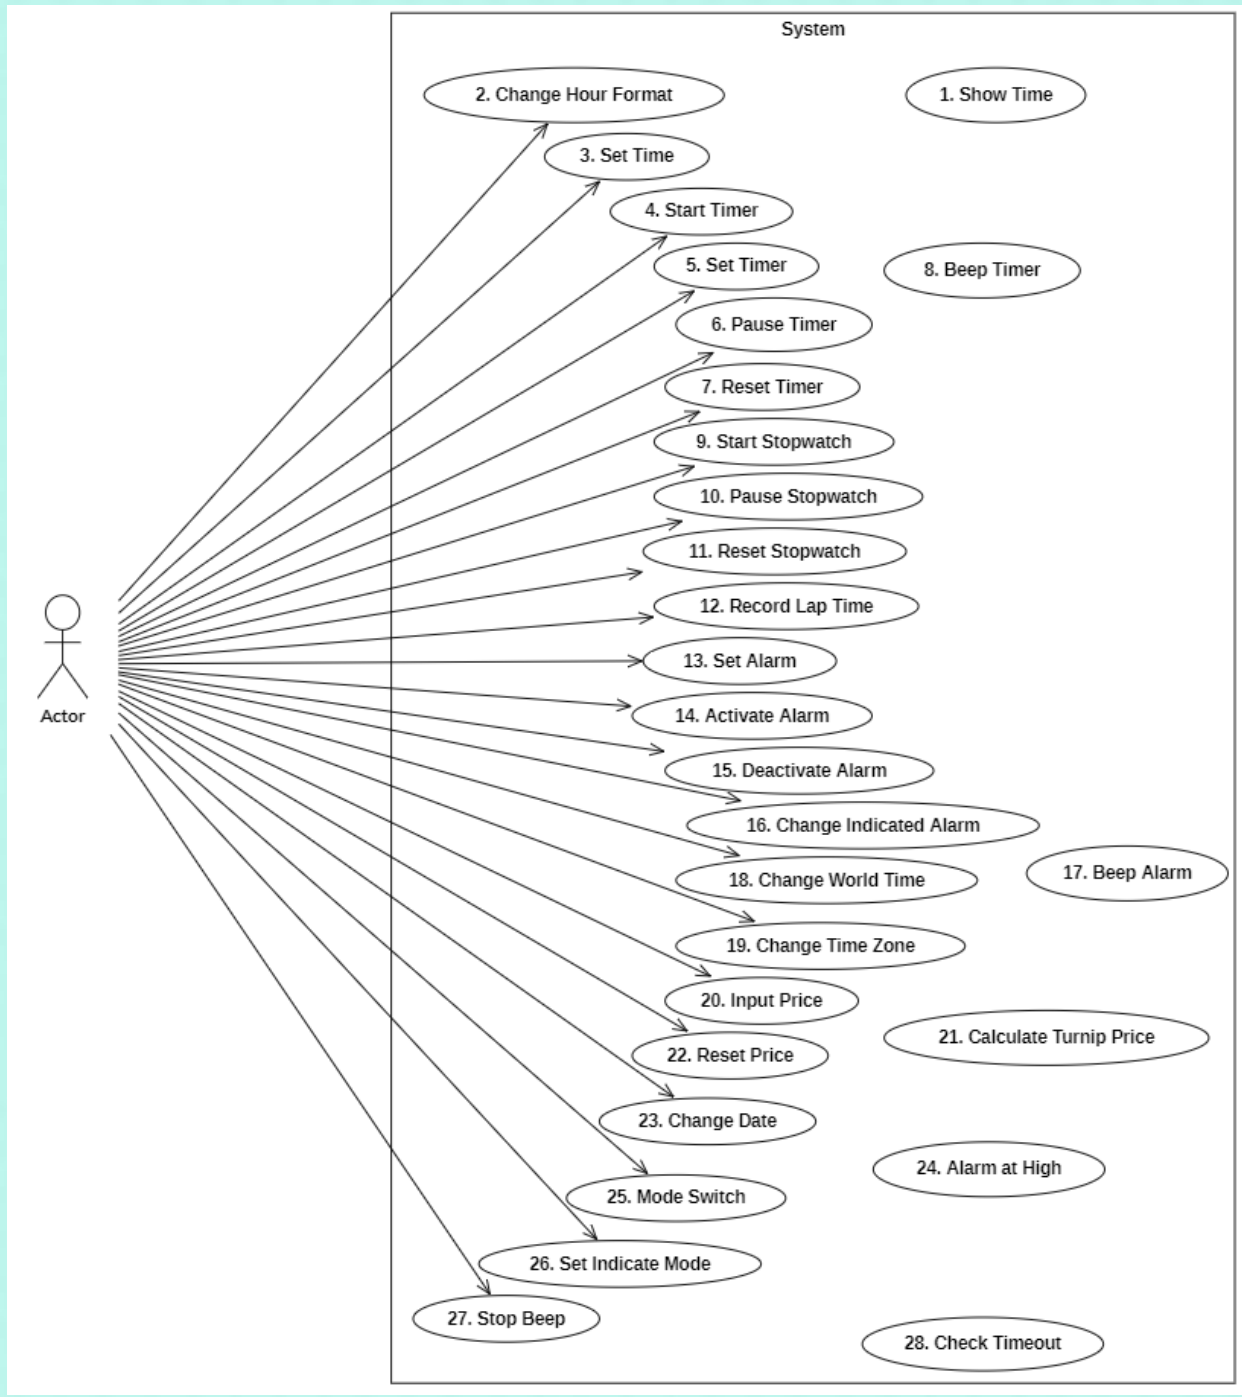 System
2. Change Hour Format
1. Show Time
3. Set Time
4. Start Timer
5. Set Timer
8. Beep Timer
6. Pause Timer
7. Reset Timer
9. Start Stopwatch
10. Pause Stopwatch
11. Reset Stopwatch
12. Record Lap Time
13. Set Alarm
14. Activate Alarm
Actor
15. Deactivate Alarm
16. Change Indicated Alarm
17. Beep Alarm
18. Change World Time
19. Change Time Zone
20. Input Price
21. Calculate Turnip Price
22. Reset Price
23. Change Date
24. Alarm at High
25. Mode Switch
26. Set Indicate Mode
27. Stop Beep
28. Check Timeout